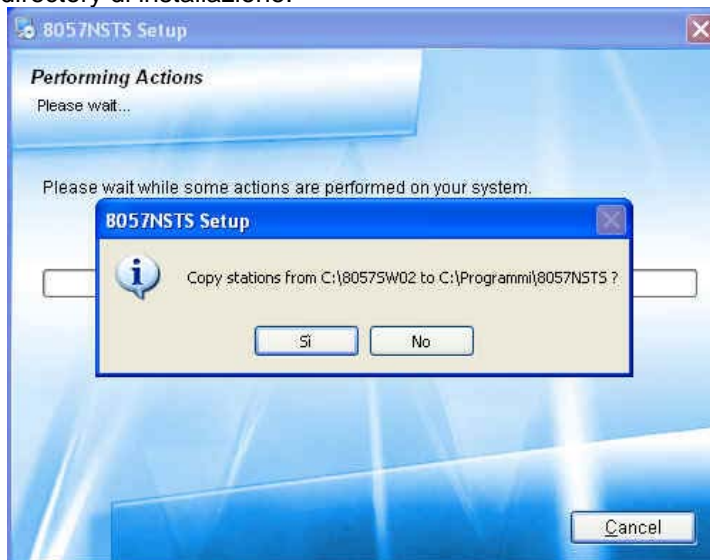 directory di installazione.
8057NSTS Setup
Performing Actions
Please wait...
Please wait while some actions are performed on your system.
8057NSTS Setup
Copy stations from C:\8057SW02 to C:\Programmi\8057NSTS ?
Sì
No
Cancel